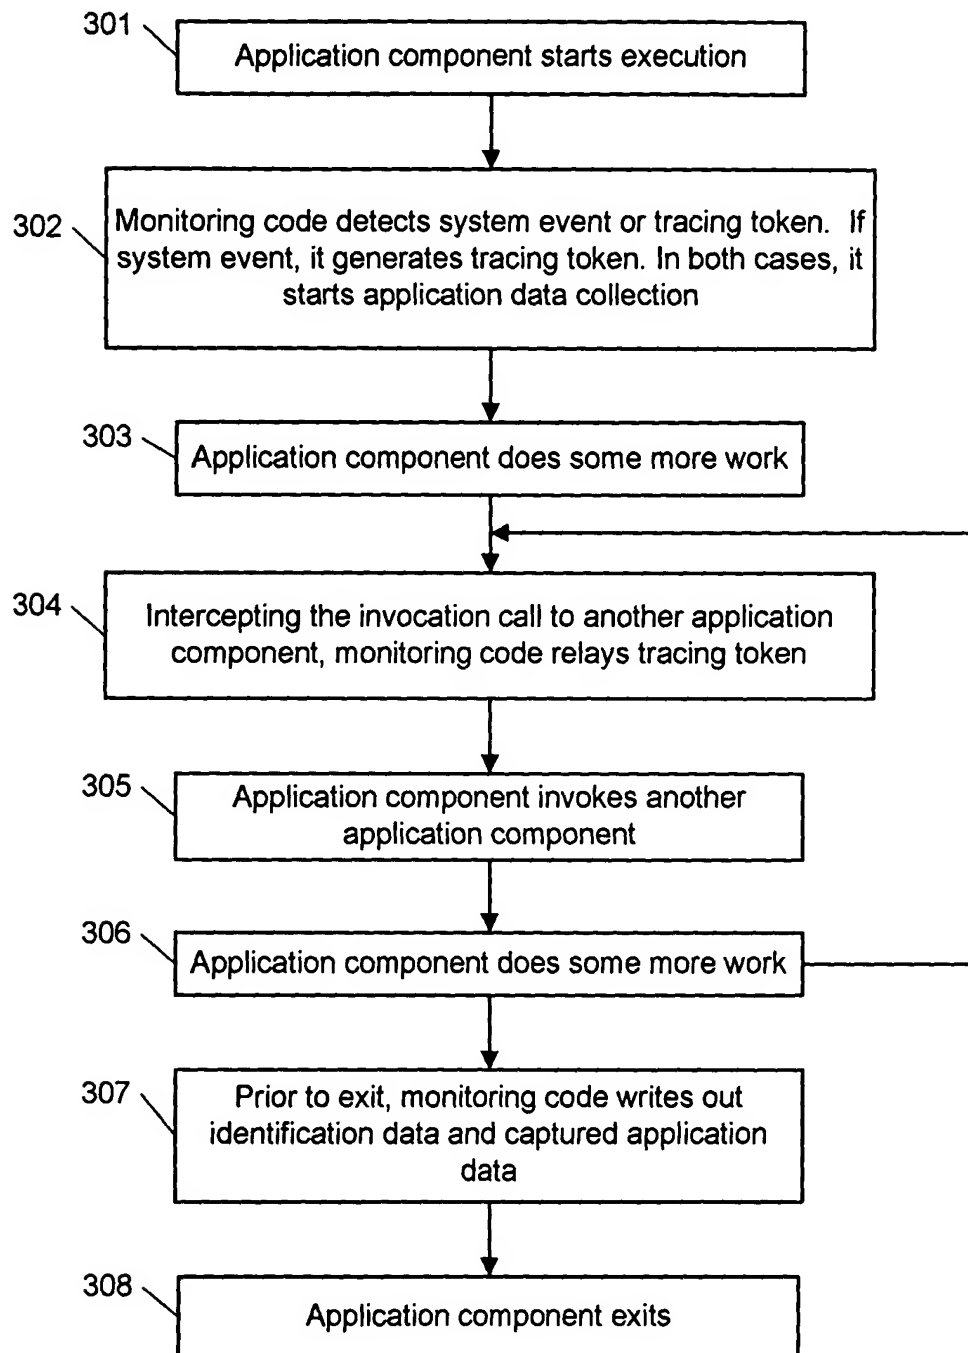 301
Application component starts execution
302
Monitoring code detects system event or tracing token. If
system event, it generates tracing token. In both cases, it
starts application data collection
303
Application component does some more work
304
Intercepting the invocation call to another application
component, monitoring code relays tracing token
305
Application component invokes another
application component
306
Application component does some more work
307
Prior to exit, monitoring code writes out
identification data and captured application
data
308
Application component exits